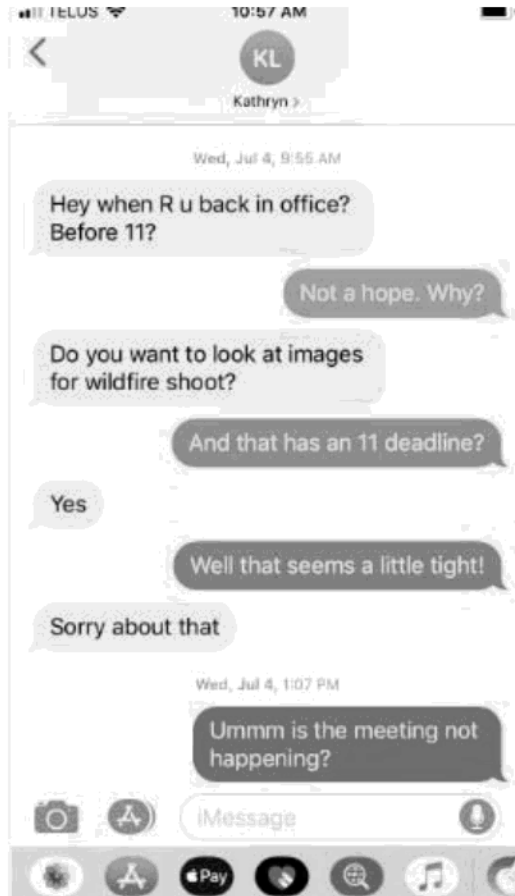 TELUS 10:57 AM
KL
Kathryn >
Wed, Jul 4, 9:55 AM
Hey when R u back in office?
Before 11?
Not a hope. Why?
Do you want to look at images
for wildfire shoot?
And that has an 11 deadline?
Yes
Well that seems a little tight!
Sorry about that
Wed, Jul 4, 1:07 PM
Ummm is the meeting not
happening?
iMessage
Pay